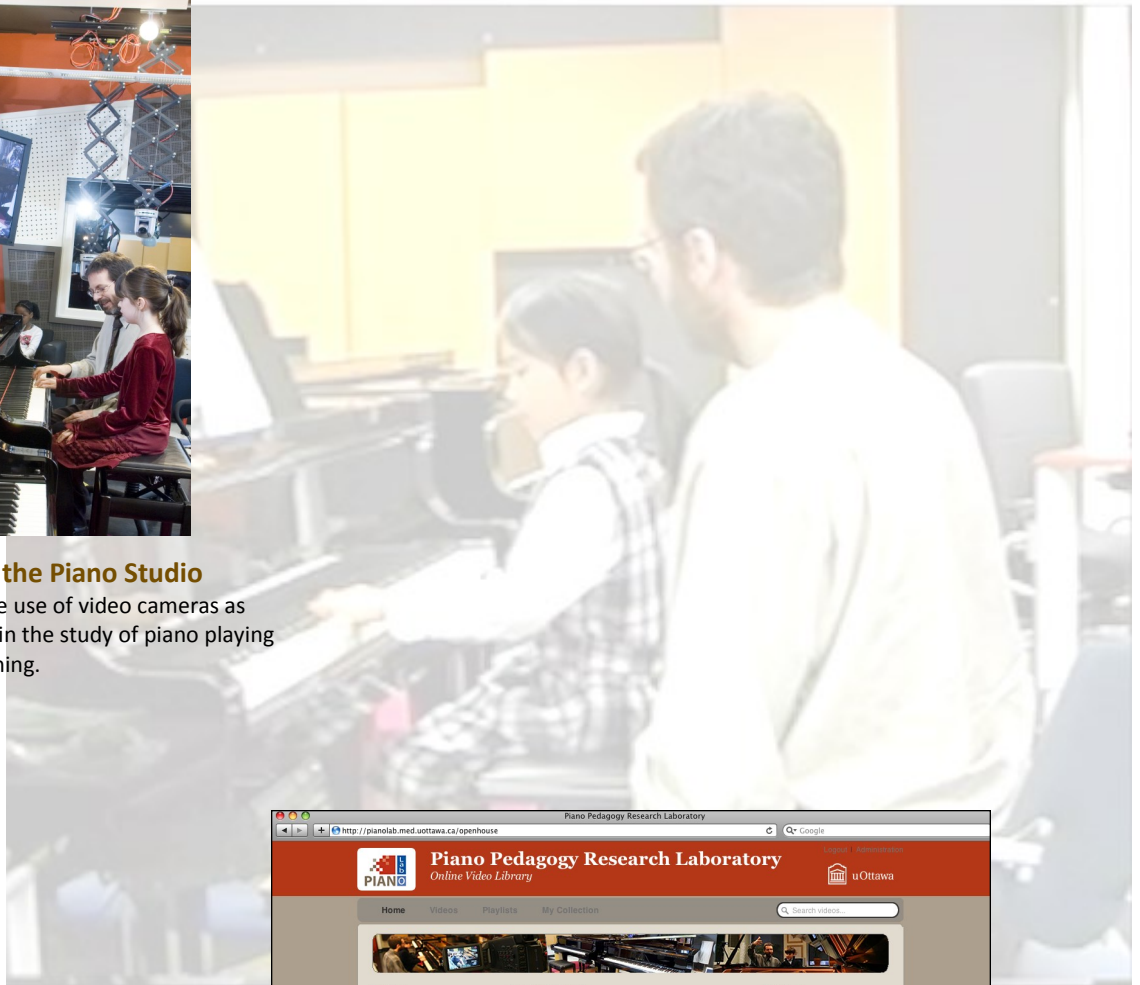 the Piano Studio
e use of video cameras as
in the study of piano playing
ning.
Piano Pedagogy Research Laboratory
http://pianolab.med.uottawa.ca/openhouse
Google
Logout | Administration
PIANO Lab
Piano Pedagogy Research Laboratory
Online Video Library
uOttawa
Home Videos Playlists My Collection
Search videos...